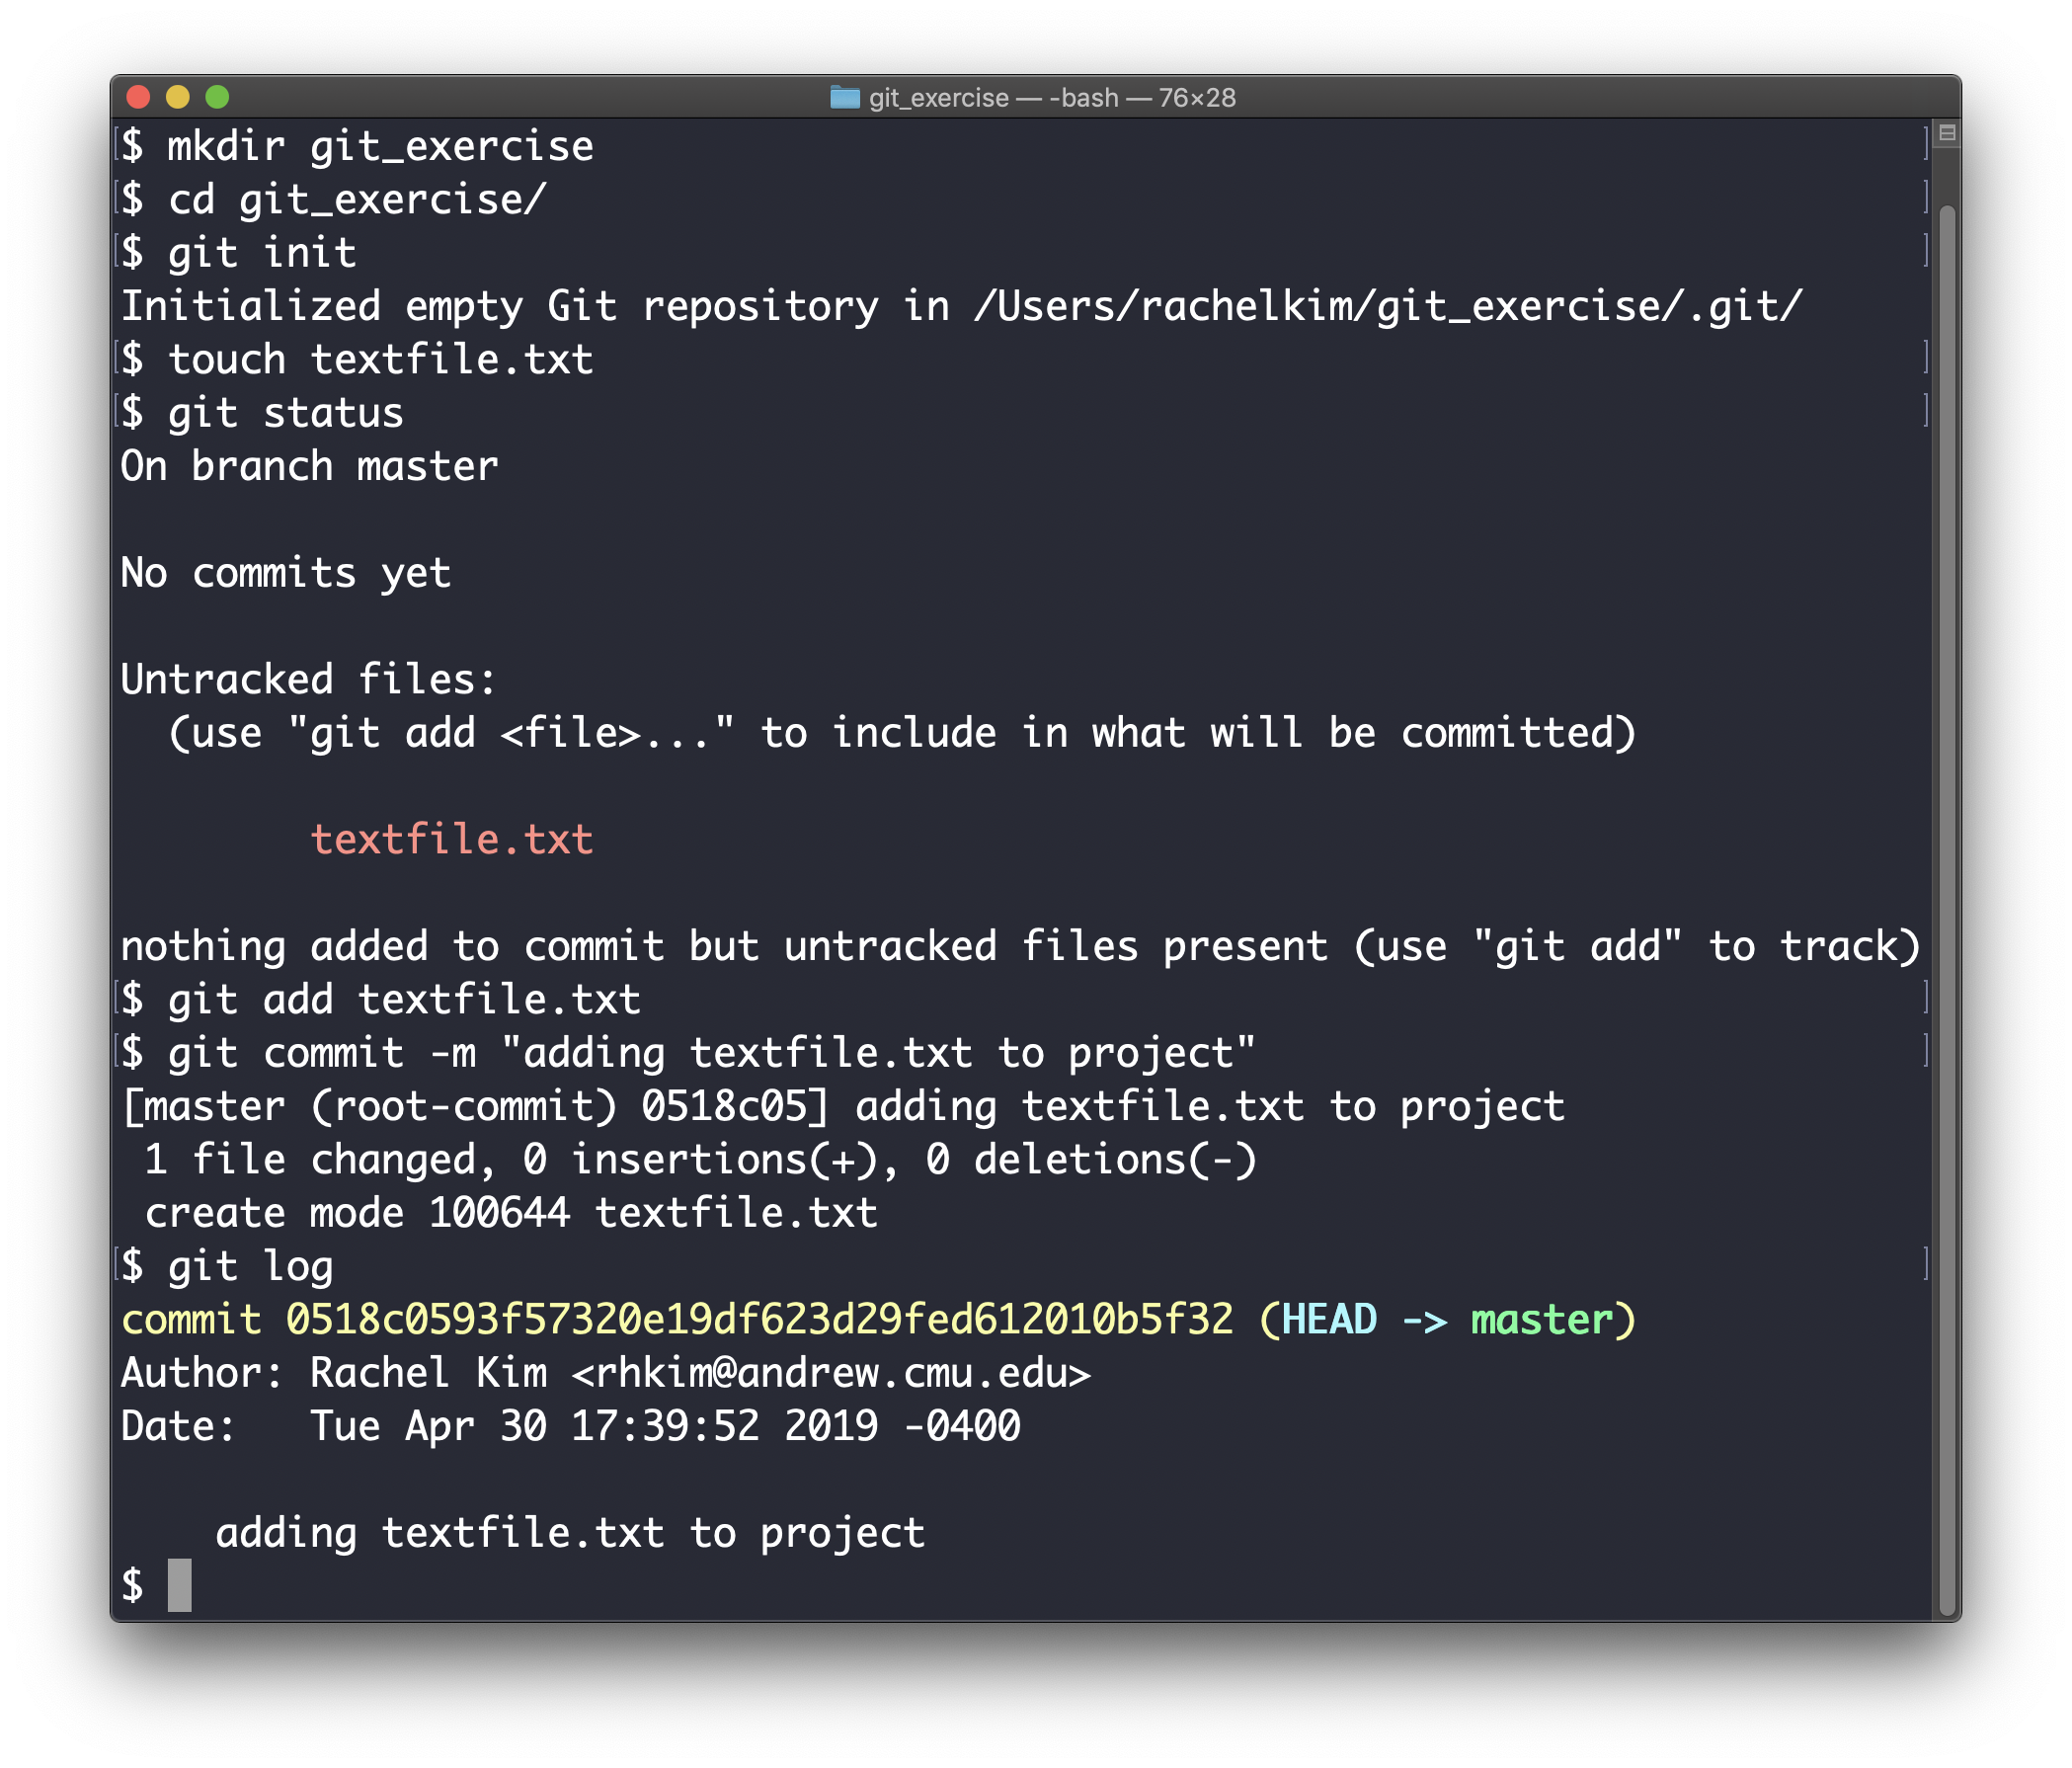 git_exercise — -bash — 76×28
$ mkdir git_exercise
$ cd git_exercise/
$ git init
Initialized empty Git repository in /Users/rachelkim/git_exercise/.git/
$ touch textfile.txt
$ git status
On branch master
No commits yet
Untracked files:
  (use "git add <file>..." to include in what will be committed)
        textfile.txt
nothing added to commit but untracked files present (use "git add" to track)
$ git add textfile.txt
$ git commit -m "adding textfile.txt to project"
[master (root-commit) 0518c05] adding textfile.txt to project
 1 file changed, 0 insertions(+), 0 deletions(-)
 create mode 100644 textfile.txt
$ git log
commit 0518c0593f57320e19df623d29fed612010b5f32 (HEAD -> master)
Author: Rachel Kim <rhkim@andrew.cmu.edu>
Date:   Tue Apr 30 17:39:52 2019 -0400
    adding textfile.txt to project
$